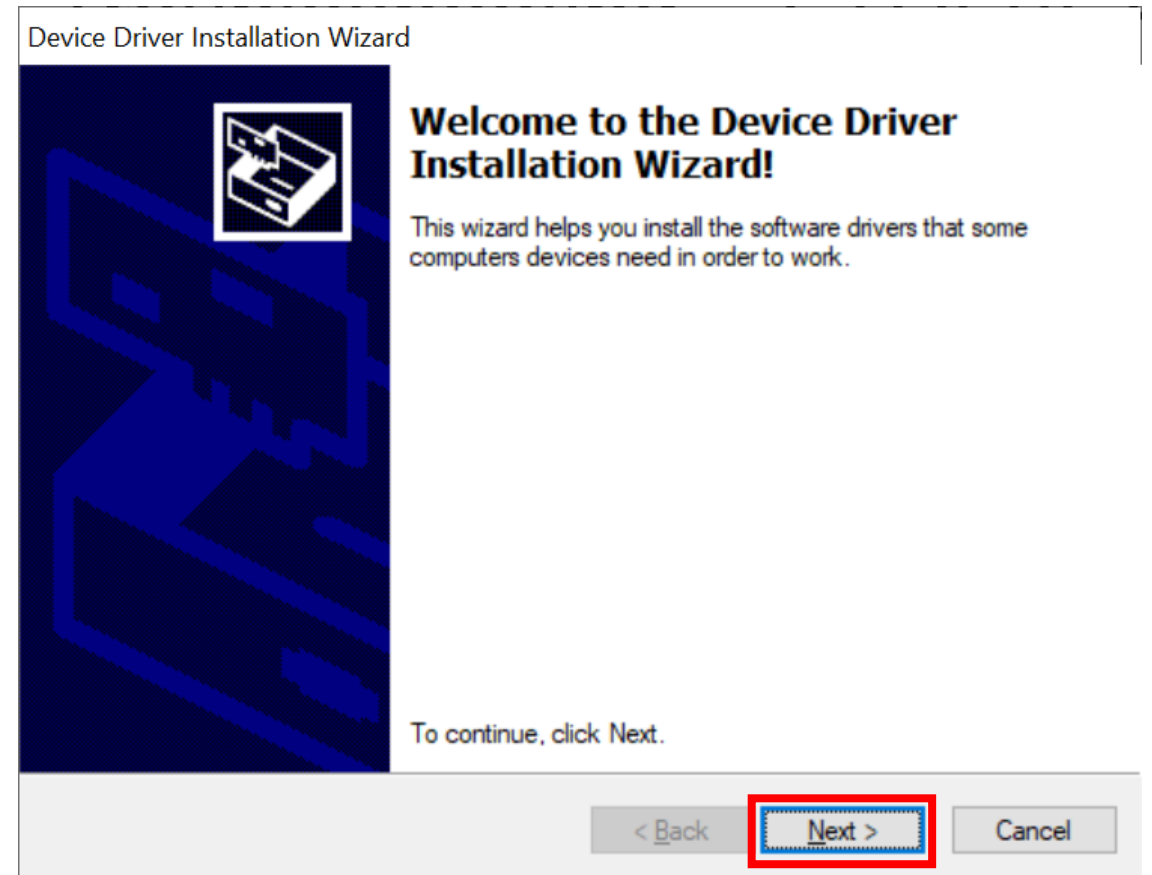 Device Driver Installation Wizard
Welcome to the Device Driver
Installation Wizard!
This wizard helps you install the software drivers that some
computers devices need in order to work.
To continue, click Next.
< Back
Next >
Cancel